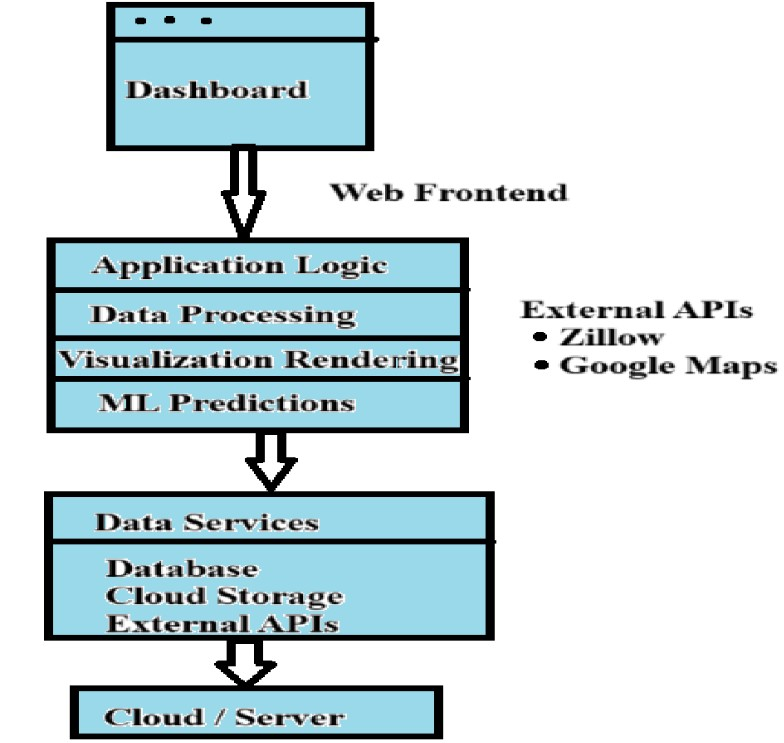 Dashboard
Web Frontend
Application Logic
Data Processing
Visualization Rendering
ML Predictions
External APIs
• Zillow
• Google Maps
Data Services
Database
Cloud Storage
External APIs
Cloud / Server